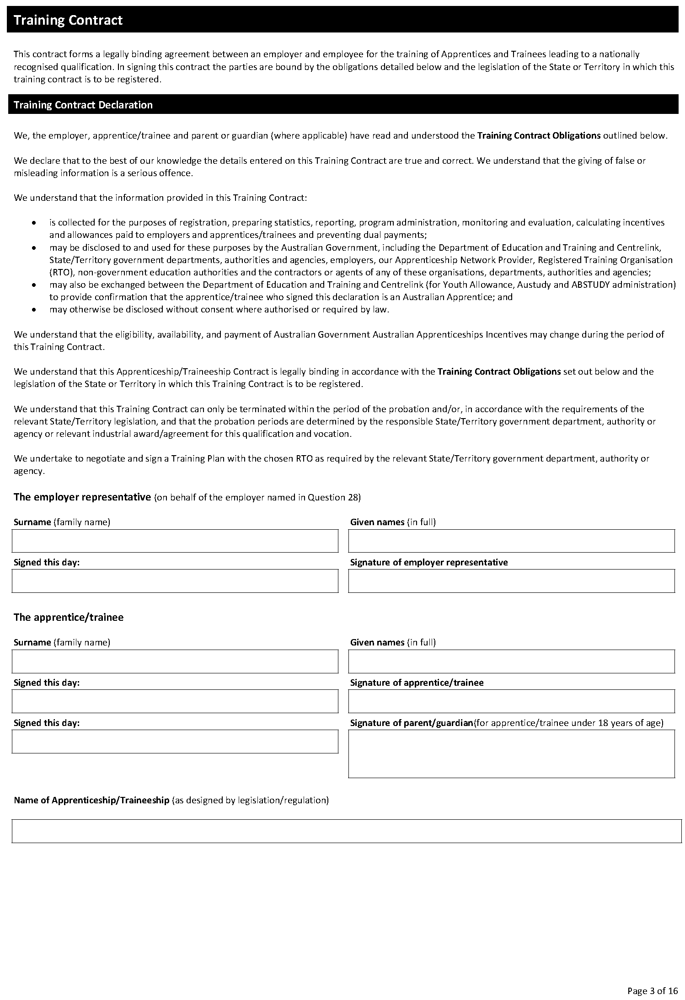 Training Contract
This contract forms a legally binding agreement between an employer and employee for the training of Apprentices and Trainees leading to a nationally
recognised qualification. In signing this contract the parties are bound by the obligations detailed below and the legislation of the State or Territory in which this
training contract is to be registered.
Training Contract Declaration
We, the employer, apprentice/trainee and parent or guardian (where applicable) have read and understood the Training Contract Obligations outlined below.
We declare that to the best of our knowledge the details entered on this Training Contract are true and correct. We understand that the giving of false or
misleading information is a serious offence.
We understand that the information provided in this Training Contract:
• is collected for the purposes of registration, preparing statistics, reporting, program administration, monitoring and evaluation, calculating incentives
and allowances paid to employers and apprentices/trainees and preventing dual payments;
• may be disclosed to and used for these purposes by the Australian Government, including the Department of Education and Training and Centrelink,
State/Territory government departments, authorities and agencies, employers, our Apprenticeship Network Provider, Registered Training Organisation
(RTO), non-government education authorities and the contractors or agents of any of these organisations, departments, authorities and agencies;
• may also be exchanged between the Department of Education and Training and Centrelink (for Youth Allowance, Austudy and ABSTUDY administration)
to provide confirmation that the apprentice/trainee who signed this declaration is an Australian Apprentice; and
• may otherwise be disclosed without consent where authorised or required by law.
We understand that the eligibility, availability, and payment of Australian Government Australian Apprenticeships Incentives may change during the period of
this Training Contract.
We understand that this Apprenticeship/Traineeship Contract is legally binding in accordance with the Training Contract Obligations set out below and the
legislation of the State or Territory in which this Training Contract is to be registered.
We understand that this Training Contract can only be terminated within the period of the probation and/or, in accordance with the requirements of the
relevant State/Territory legislation, and that the probation periods are determined by the responsible State/Territory government department, authority or
agency or relevant industrial award/agreement for this qualification and vocation.
We undertake to negotiate and sign a Training Plan with the chosen RTO as required by the relevant State/Territory government department, authority or
agency.
The employer representative (on behalf of the employer named in Question 28)
Surname (family name) Given names (in full)
Signed this day: Signature of employer representative
The apprentice/trainee
Surname (family name) Given names (in full)
Signed this day: Signature of apprentice/trainee
Signed this day: Signature of parent/guardian(for apprentice/trainee under 18 years of age)
Name of Apprenticeship/Traineeship (as designed by legislation/regulation)
Page 3 of 16